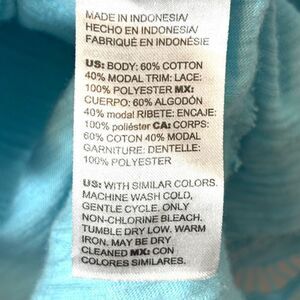 MADE IN INDONESIA/
HECHO EN INDONESIA/
FABRIQUÉ EN INDONÉSIE
US: BODY: 60% COTTON
40% MODAL TRIM: LACE:
100% POLYESTER MX:
CUERPO: 60% ALGODÓN
40% modal RIBETE: ENCAJE:
100% poliéster CA: CORPS:
60% COTON 40% MODAL
GARNITURE: DENTELLE:
100% POLYESTER
US: WITH SIMILAR COLORS.
MACHINE WASH COLD,
GENTLE CYCLE. ONLY
NON-CHLORINE BLEACH.
TUMBLE DRY LOW. WARM
IRON. MAY BE DRY
CLEANED MX: CON
COLORES SIMILARES.